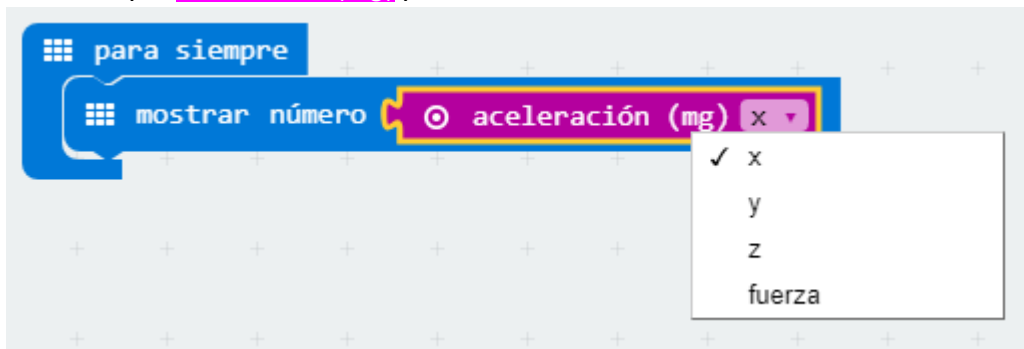 para siempre
mostrar número aceleración (mg) x
✓ x
y
z
fuerza